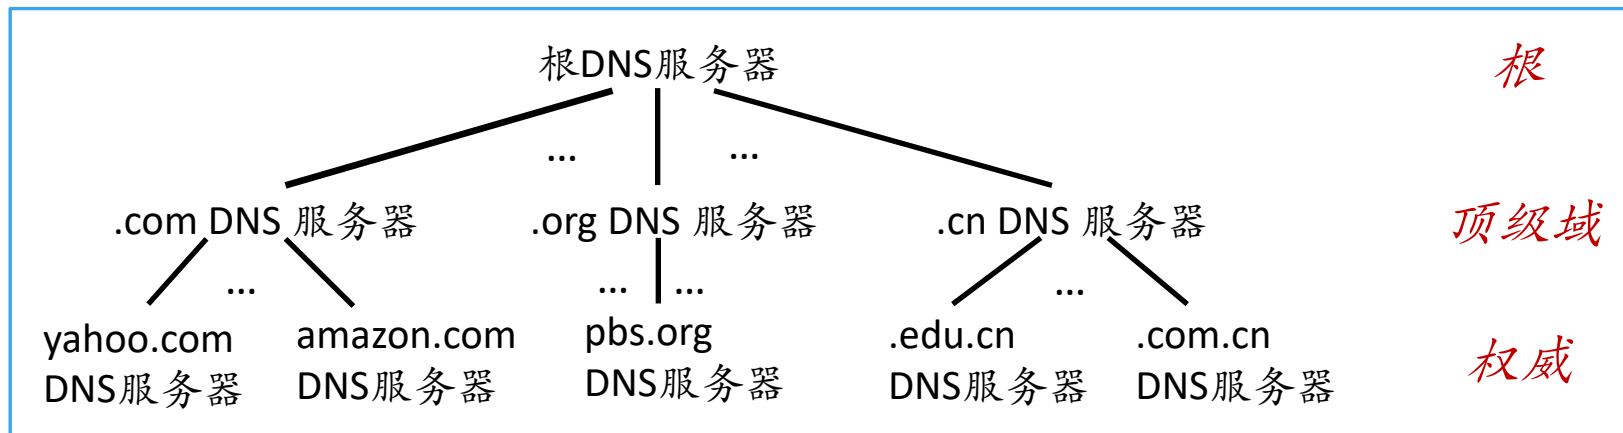 根DNS服务器 根
... ...
.com DNS 服务器 .org DNS 服务器 .cn DNS 服务器 顶级域
... ... ... ...
yahoo.com amazon.com pbs.org .edu.cn .com.cn
DNS服务器 DNS服务器 DNS服务器 DNS服务器 DNS服务器 权威